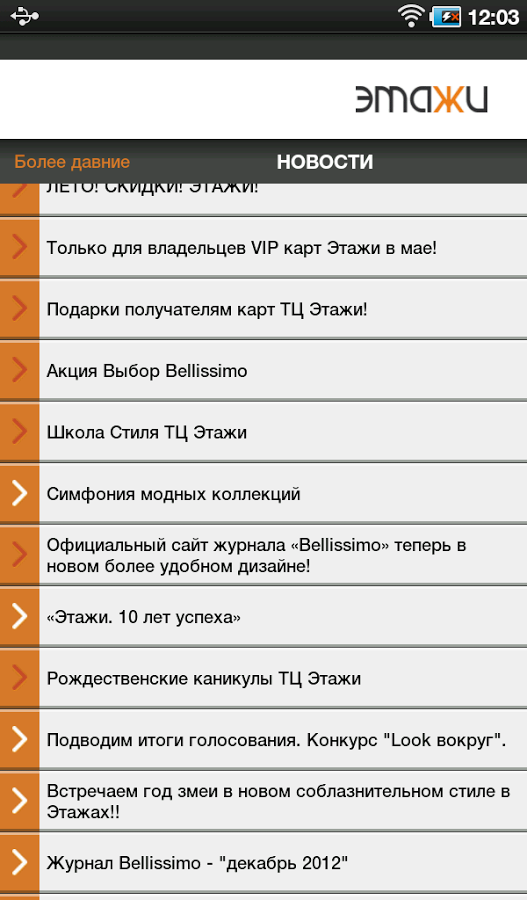 12:03
этажи
Более давние
НОВОСТИ
ЛЕТО! СКИДКИ! ЭТАЖИ!
Только для владельцев VIP карт Этажи в мае!
Подарки получателям карт ТЦ Этажи!
Акция Выбор Bellissimo
Школа Стиля ТЦ Этажи
Симфония модных коллекций
Официальный сайт журнала «Bellissimo» теперь в
новом более удобном дизайне!
«Этажи. 10 лет успеха»
Рождественские каникулы ТЦ Этажи
Подводим итоги голосования. Конкурс "Look вокруг".
Встречаем год змеи в новом соблазнительном стиле в
Этажах!!
Журнал Bellissimo - "декабрь 2012"